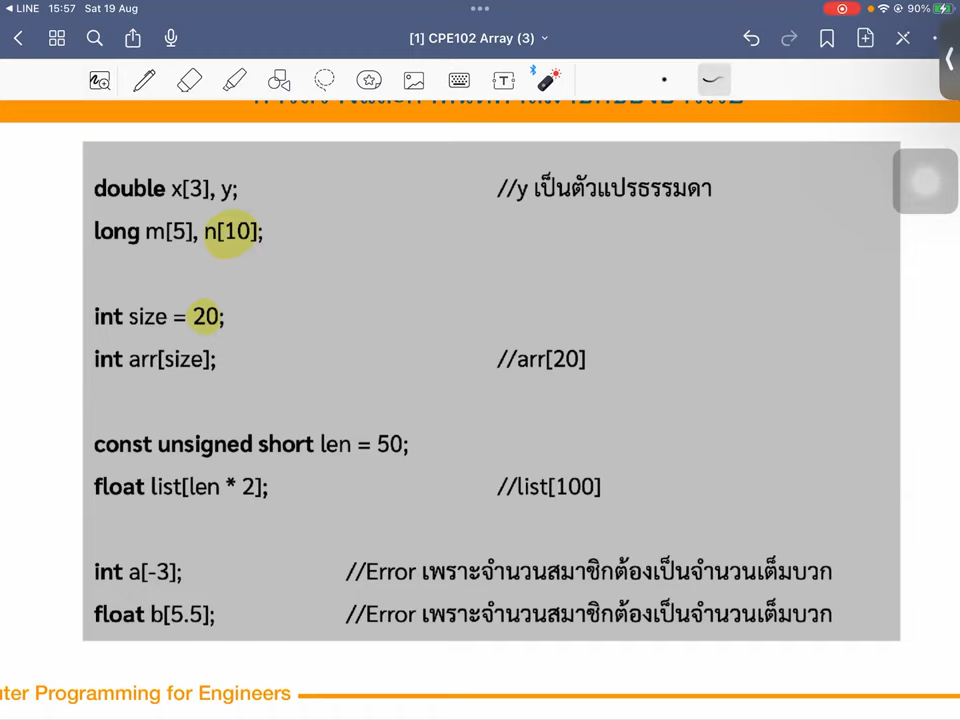 LINE 15:57 Sat 19 Aug
90%
[1] CPE102 Array (3)
T
double x[3], y; //y เป็นตัวแปรธรรมดา
long m[5], n[10];
int size = 20;
int arr[size]; //arr[20]
const unsigned short len = 50;
float list[len * 2]; //list[100]
int a[-3]; //Error เพราะจำนวนสมาชิกต้องเป็นจำนวนเต็มบวก
float b[5.5]; //Error เพราะจำนวนสมาชิกต้องเป็นจำนวนเต็มบวก
uter Programming for Engineers